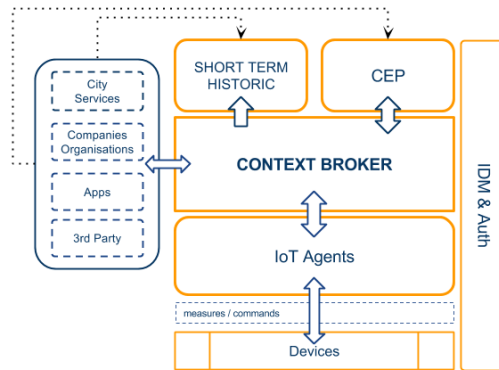 City
Services
Companies
Organisations
Apps
3rd Party
SHORT TERM
HISTORIC
CEP
CONTEXT BROKER
IoT Agents
measures / commands
Devices
IDM & Auth